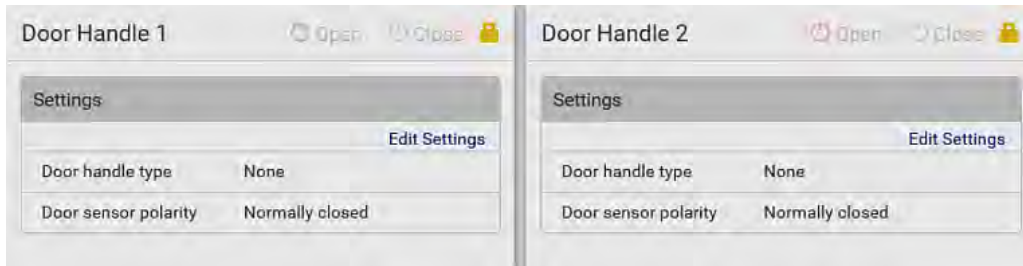 Door Handle 1 Open Close
Settings
Edit Settings
Door handle type None
Door sensor polarity Normally closed
Door Handle 2 Open Close
Settings
Edit Settings
Door handle type None
Door sensor polarity Normally closed